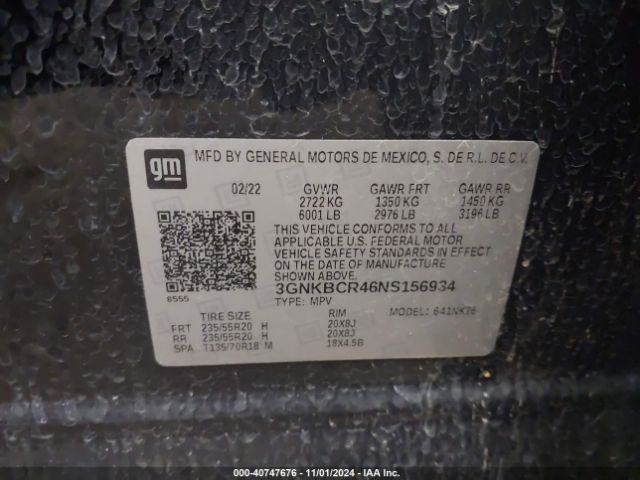 gm MFD BY GENERAL MOTORS DE MEXICO, S. DE R.L. DE C.V.
02/22 GVWR GAWR FRT GAWR RR
2722 KG 1350 KG 1450 KG
6001 LB 2976 LB 3196 LB
THIS VEHICLE CONFORMS TO ALL
APPLICABLE U.S. FEDERAL MOTOR
VEHICLE SAFETY STANDARDS IN EFFECT
ON THE DATE OF MANUFACTURE
SHOWN ABOVE.
8555 3GNKBCR46NS156934
TYPE: MPV MODEL: 641NK26
TIRE SIZE RIM
FRT 235/55R20 H 20X8J
RR 235/55R20 H 20X8J
SPA T135/70R18 M 18X4.5B
000-40747676 • 11/01/2024 • IAA Inc.